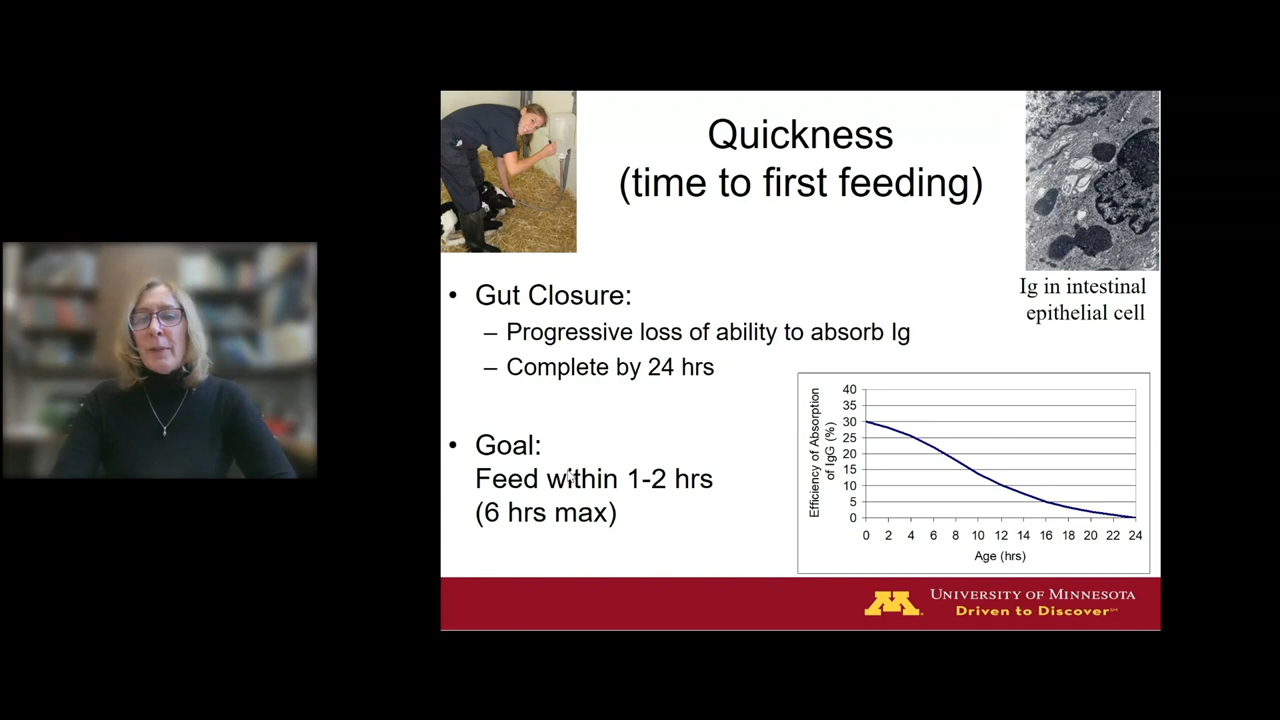 Quickness
(time to first feeding)
Ig in intestinal
epithelial cell
• Gut Closure:
– Progressive loss of ability to absorb Ig
– Complete by 24 hrs
• Goal:
Feed within 1-2 hrs
(6 hrs max)
Efficiency of Absorption
of IgG (%)
40
35
30
25
20
15
10
5
0
0 2 4 6 8 10 12 14 16 18 20 22 24
Age (hrs)
M
UNIVERSITY OF MINNESOTA
Driven to Discover℠